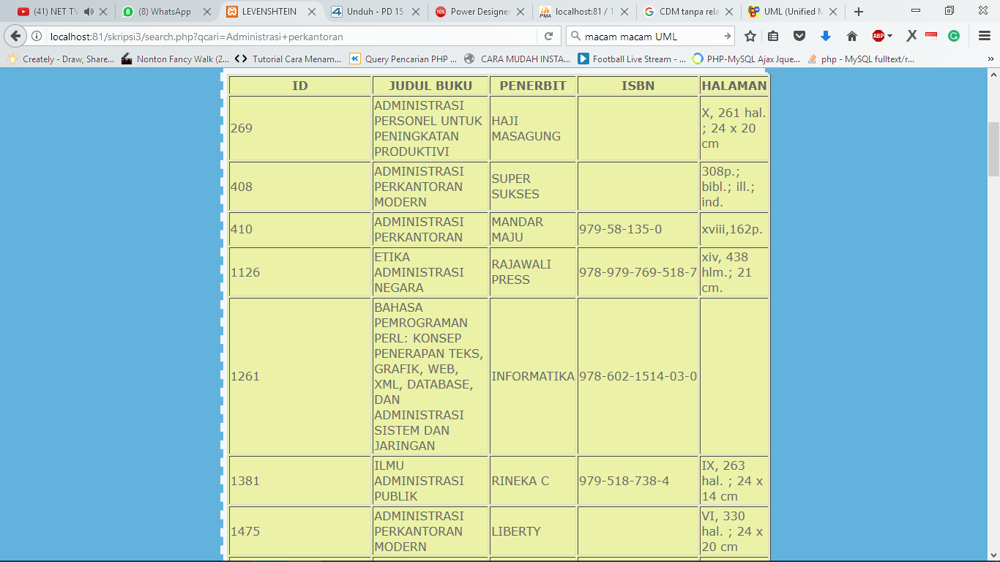 (41) NET TV
(8) WhatsApp
LEVENSHTEIN
Unduh - PD 15
Power Designer
localhost:81 / 1
CDM tanpa rela
UML (Unified M
localhost:81/skripsi3/search.php?qcari=Administrasi+perkantoran
macam macam UML
Creately - Draw, Share...
Nonton Fancy Walk (2...
Tutorial Cara Menam...
Query Pencarian PHP ...
CARA MUDAH INSTA...
Football Live Stream - ...
PHP-MySQL Ajax Jque...
php - MySQL fulltext/r...
ID JUDUL BUKU PENERBIT ISBN HALAMAN
269
ADMINISTRASI
PERSONEL UNTUK
PENINGKATAN
PRODUKTIVI
HAJI
MASAGUNG
X, 261 hal.
; 24 x 20
cm
408
ADMINISTRASI
PERKANTORAN
MODERN
SUPER
SUKSES
308p.;
bibl.; ill.;
ind.
410
ADMINISTRASI
PERKANTORAN
MANDAR
MAJU
979-58-135-0
xviii,162p.
1126
ETIKA
ADMINISTRASI
NEGARA
RAJAWALI
PRESS
978-979-769-518-7
xiv, 438
hlm.; 21
cm.
1261
BAHASA
PEMROGRAMAN
PERL: KONSEP
PENERAPAN TEKS,
GRAFIK, WEB,
XML, DATABASE,
DAN
ADMINISTRASI
SISTEM DAN
JARINGAN
INFORMATIKA
978-602-1514-03-0
1381
ILMU
ADMINISTRASI
PUBLIK
RINEKA C
979-518-738-4
IX, 263
hal. ; 24 x
14 cm
1475
ADMINISTRASI
PERKANTORAN
MODERN
LIBERTY
VI, 330
hal. ; 24 x
20 cm